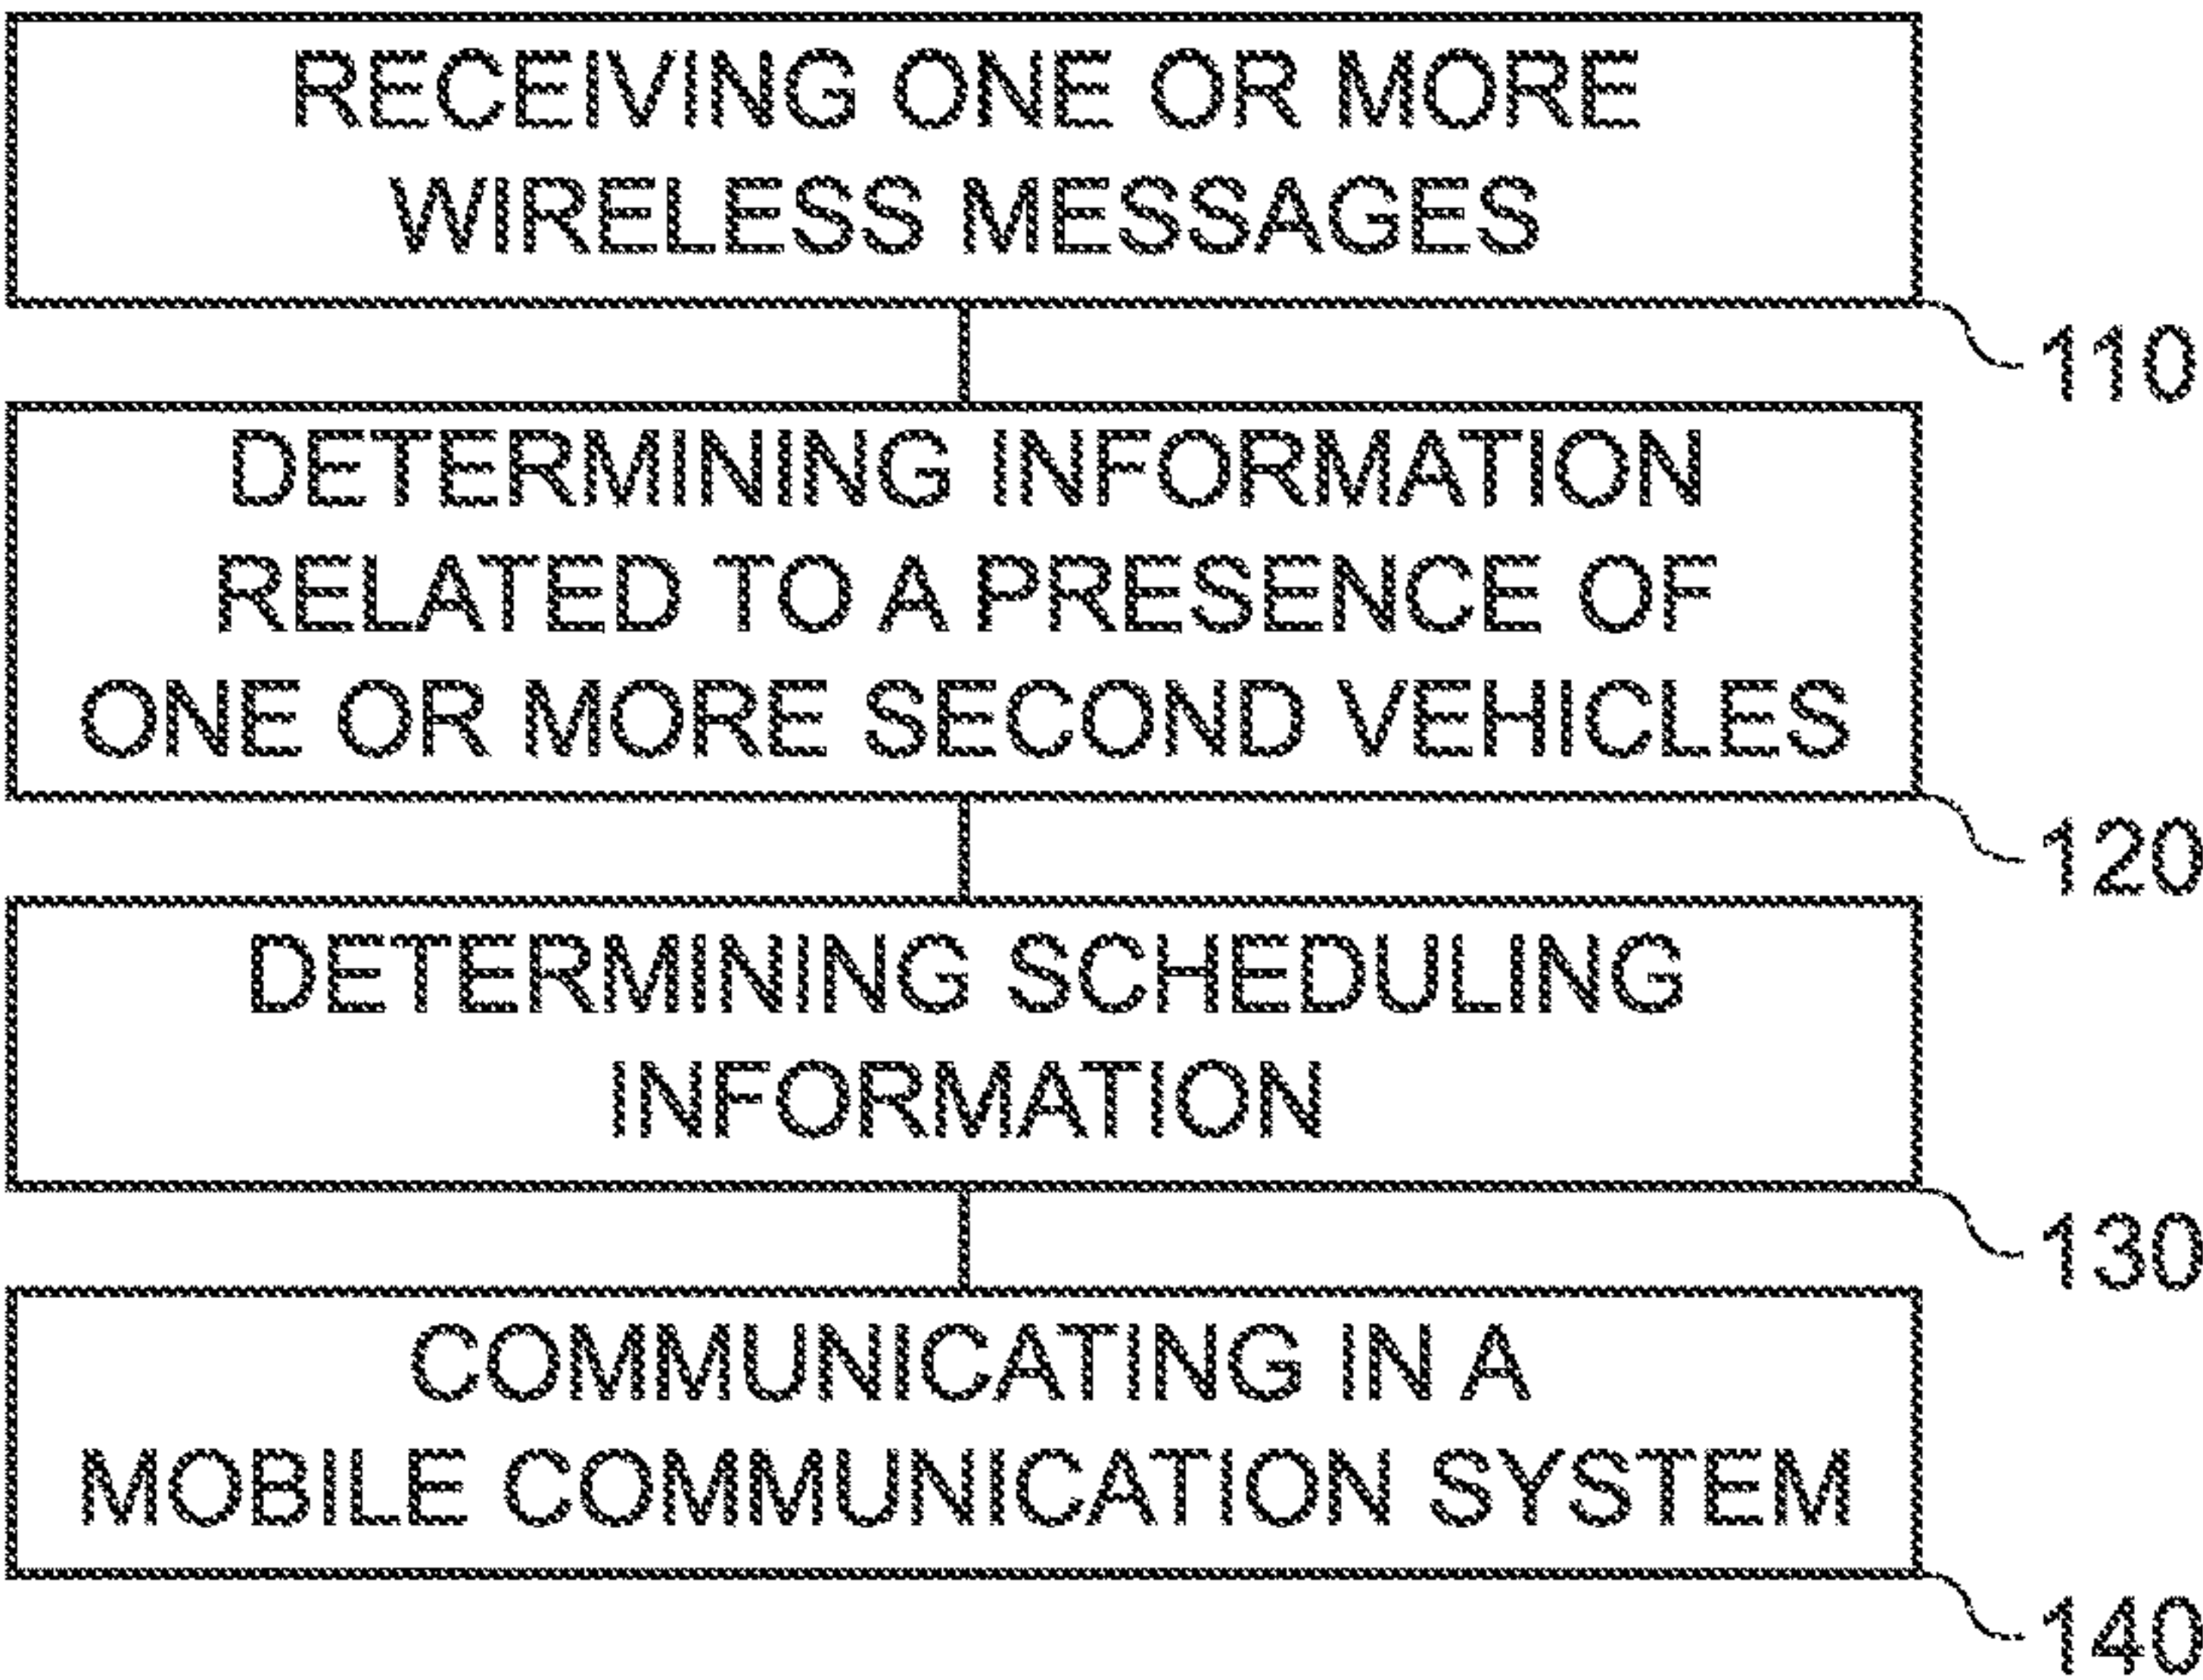 RECEIVING ONE OR MORE
WIRELESS MESSAGES
110
DETERMINING INFORMATION
RELATED TO A PRESENCE OF
ONE OR MORE SECOND VEHICLES
120
DETERMINING SCHEDULING
INFORMATION
130
COMMUNICATING IN A
MOBILE COMMUNICATION SYSTEM
140